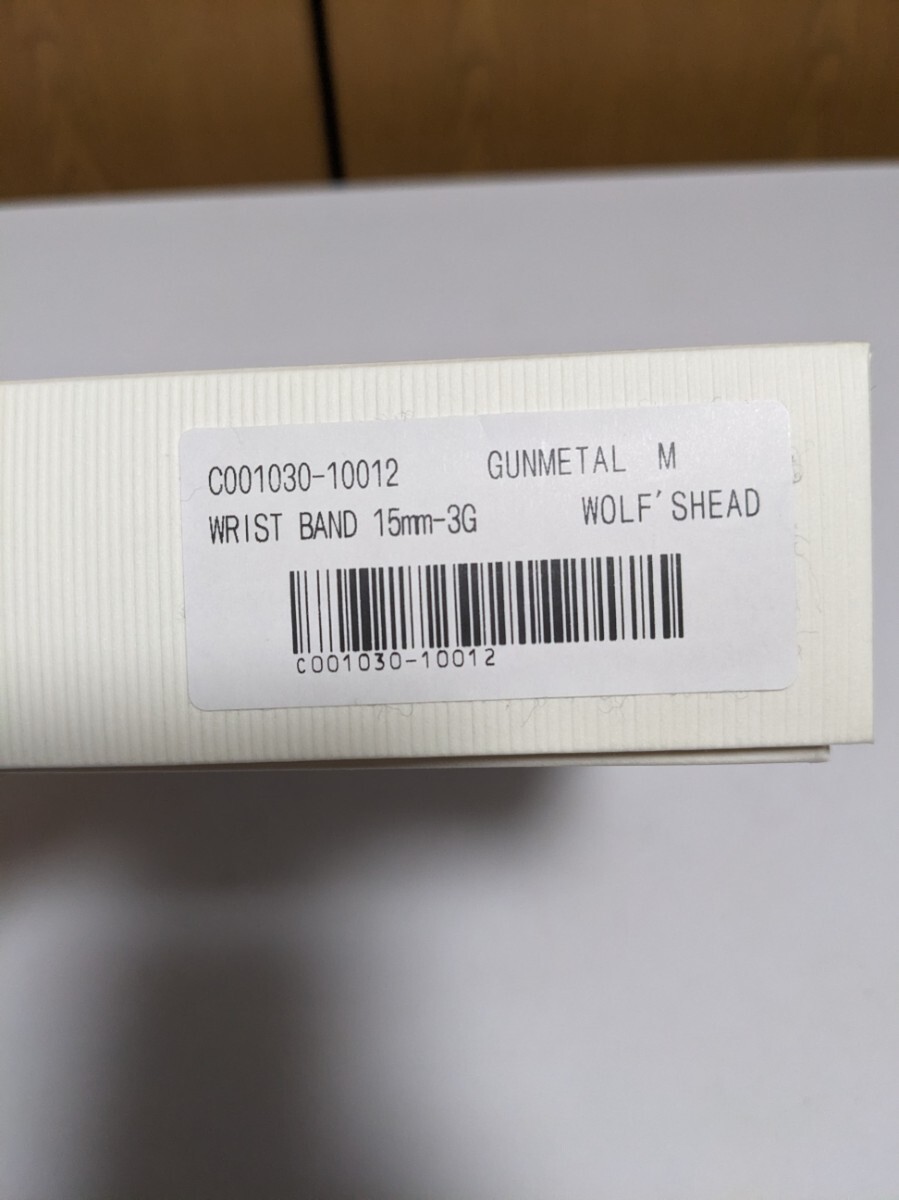 C001030-10012 GUNMETAL M
WRIST BAND 15mm-3G WOLF'SHEAD
C001030-10012